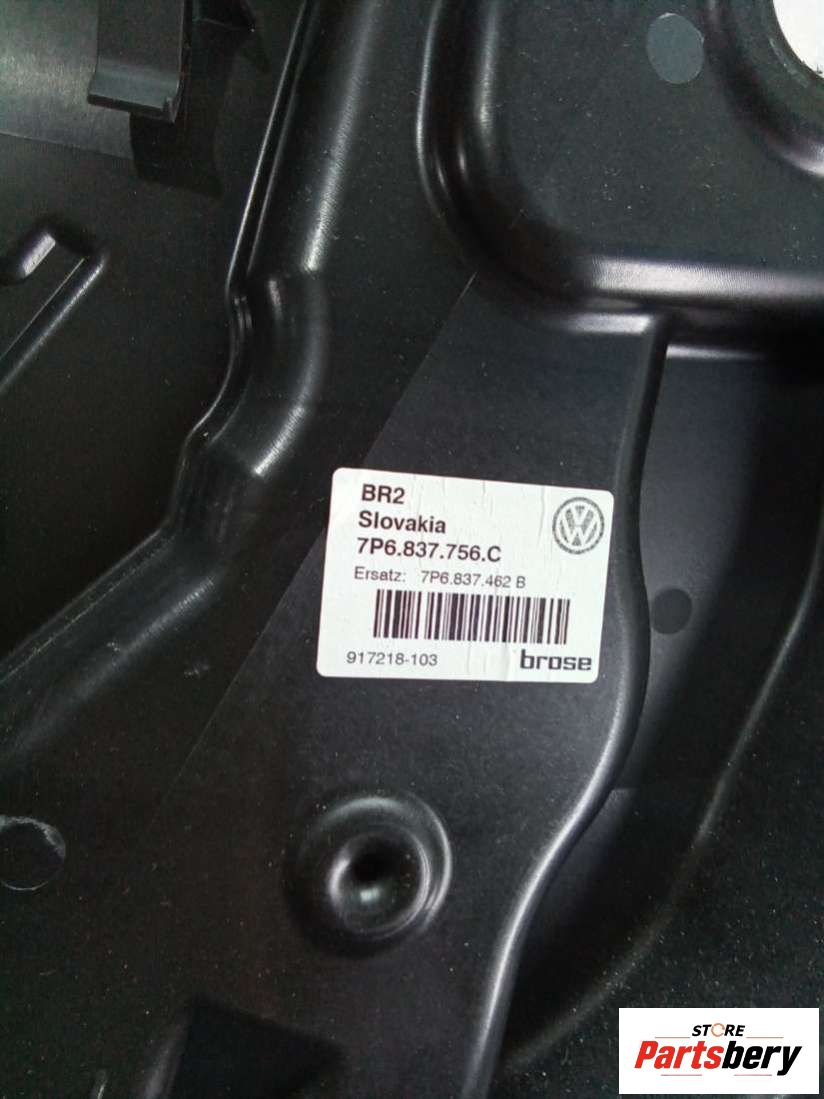 BR2
Slovakia
7P6.837.756.C
Ersatz: 7P6.837.462 B
917218-103
brose
STORE
Partsbery